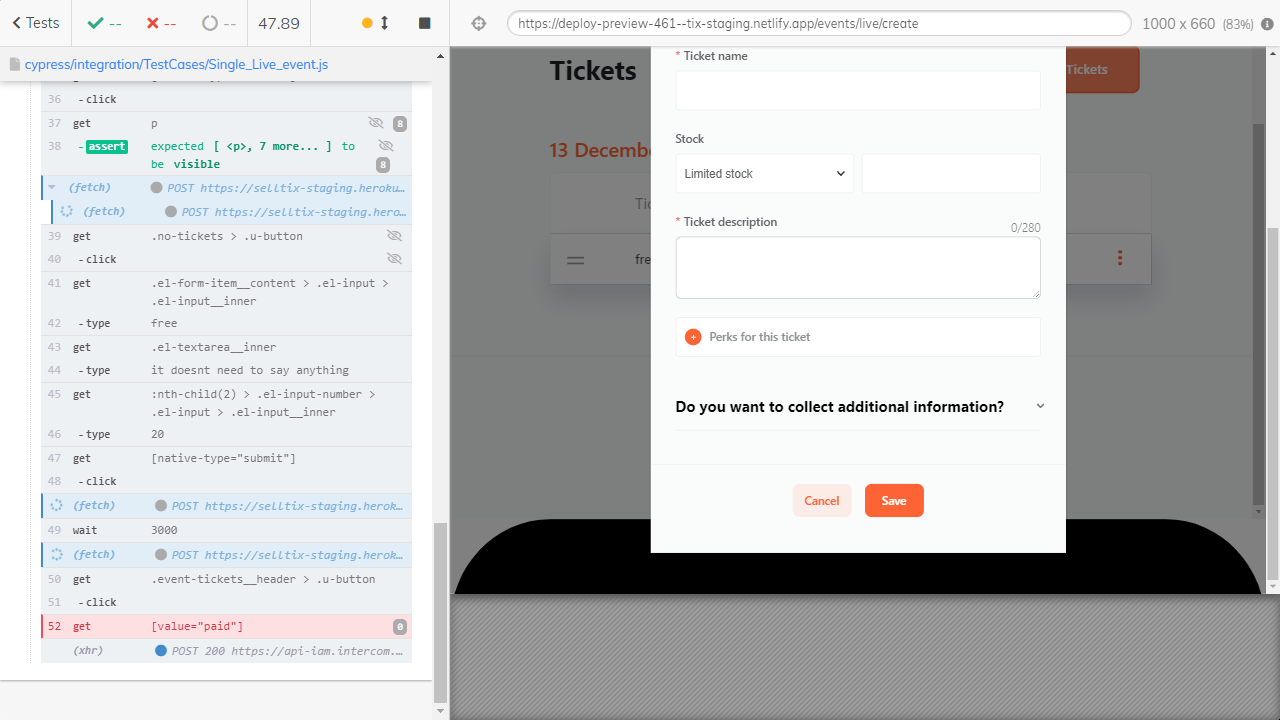 Tests
--
--
--
47.89
https://deploy-preview-461--tix-staging.netlify.app/events/live/create
1000 x 660 (83%)
cypress/integration/TestCases/Single_Live_event.js
36 -click
37 get p 8
38 -assert expected [ <p>, 7 more... ] to
be visible 8
(fetch) POST https://selltix-staging.heroku…
(fetch) POST https://selltix-staging.hero…
39 get .no-tickets > .u-button
40 -click
41 get .el-form-item__content > .el-input >
.el-input__inner
42 -type free
43 get .el-textarea__inner
44 -type it doesnt need to say anything
45 get :nth-child(2) > .el-input-number >
.el-input > .el-input__inner
46 -type 20
47 get [native-type="submit"]
48 -click
(fetch) POST https://selltix-staging.herok…
49 wait 3000
(fetch) POST https://selltix-staging.herok…
50 get .event-tickets__header > .u-button
51 -click
52 get [value="paid"] 0
(xhr) POST 200 https://api-iam.intercom.…
Tickets
Tickets
13 Decembe
Tic
fre
* Ticket name
Stock
Limited stock
* Ticket description
0/280
Perks for this ticket
Do you want to collect additional information?
Cancel
Save